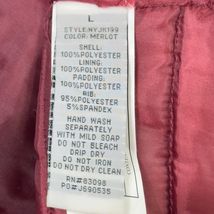 L
STYLE:NYJK199
COLOR: MERLOT
SHELL:
100%POLYESTER
LINING:
100%POLYESTER
PADDING:
100%POLYESTER
RIB:
95%POLYESTER
5%SPANDEX
HAND WASH
SEPARATELY
WITH MILD SOAP
DO NOT BLEACH
DRIP DRY
DO NOT IRON
DO NOT DRY CLEAN
RN#83098
PO#J690535